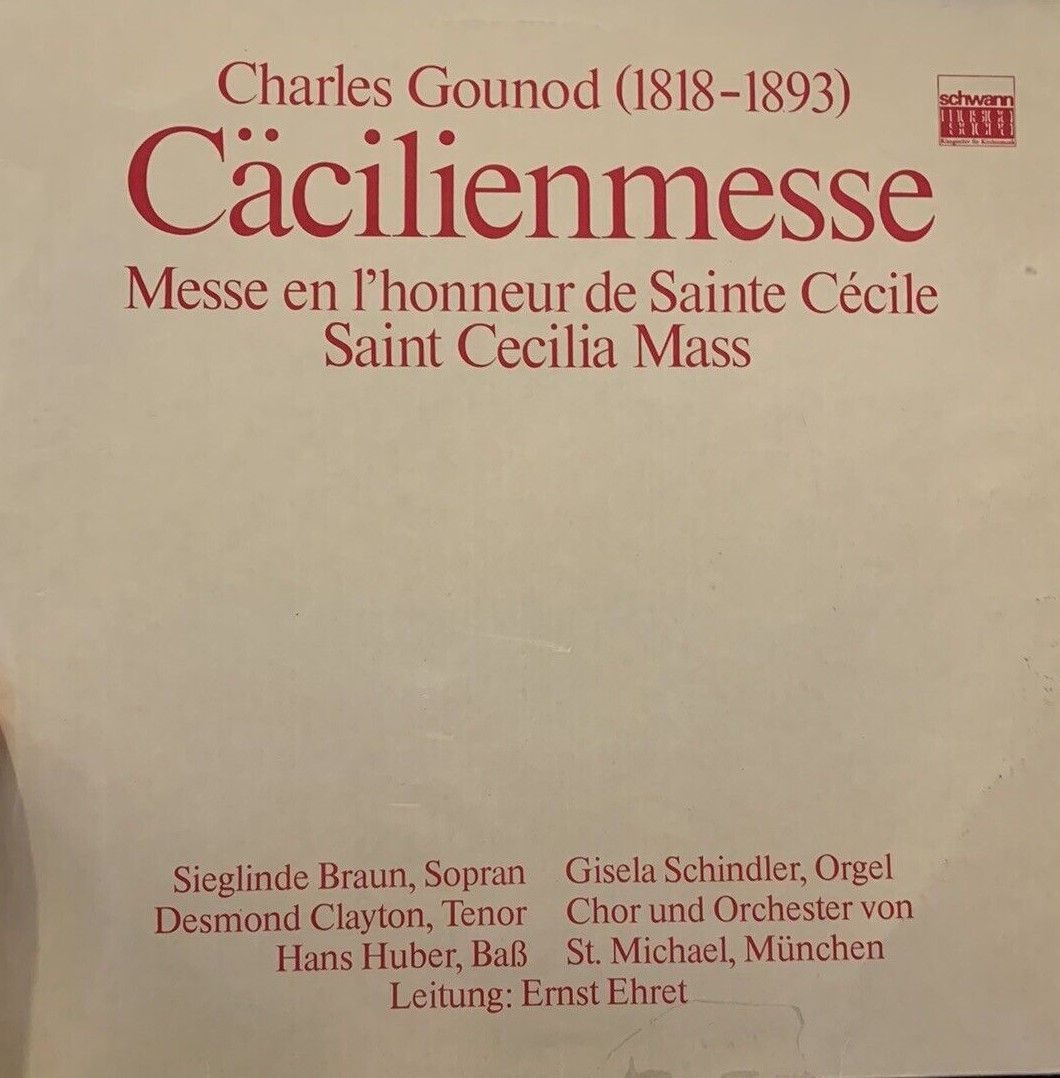 Charles Gounod (1818-1893)
schwann
Cäcilienmesse
Messe en l'honneur de Sainte Cécile
Saint Cecilia Mass
Sieglinde Braun, Sopran
Desmond Clayton, Tenor
Hans Huber, Baß
Gisela Schindler, Orgel
Chor und Orchester von
St. Michael, München
Leitung: Ernst Ehret